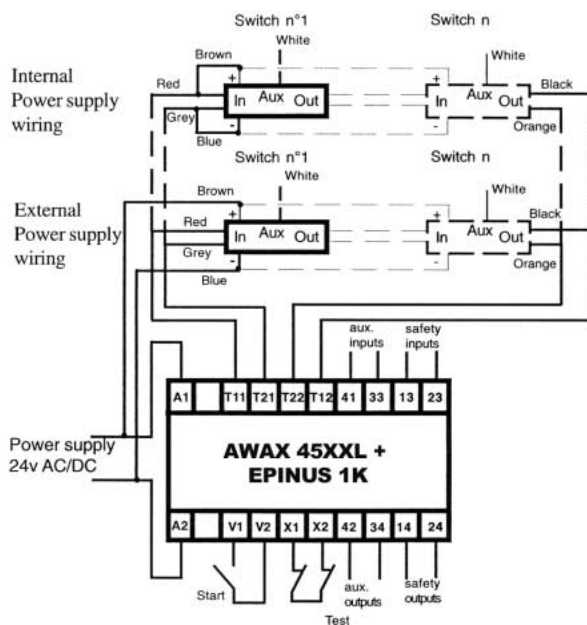 Switch n°1
Switch n
White
Brown
White
Internal
Power supply
wiring
Red
+
In
Aux
Out
-
Grey
Blue
+
In
Aux
Out
-
Black
Orange
Switch n°1
Switch n
White
Brown
White
External
Power supply
wiring
Red
+
In
Aux
Out
-
Grey
Blue
+
In
Aux
Out
-
Black
Orange
aux.
inputs
safety
inputs
A1
T11
T21
T22
T12
41
33
13
23
Power supply
24v AC/DC
AWAX 45XXL +
EPINUS 1K
A2
V1
V2
X1
X2
42
34
14
24
Start
Test
aux.
outputs
safety
outputs